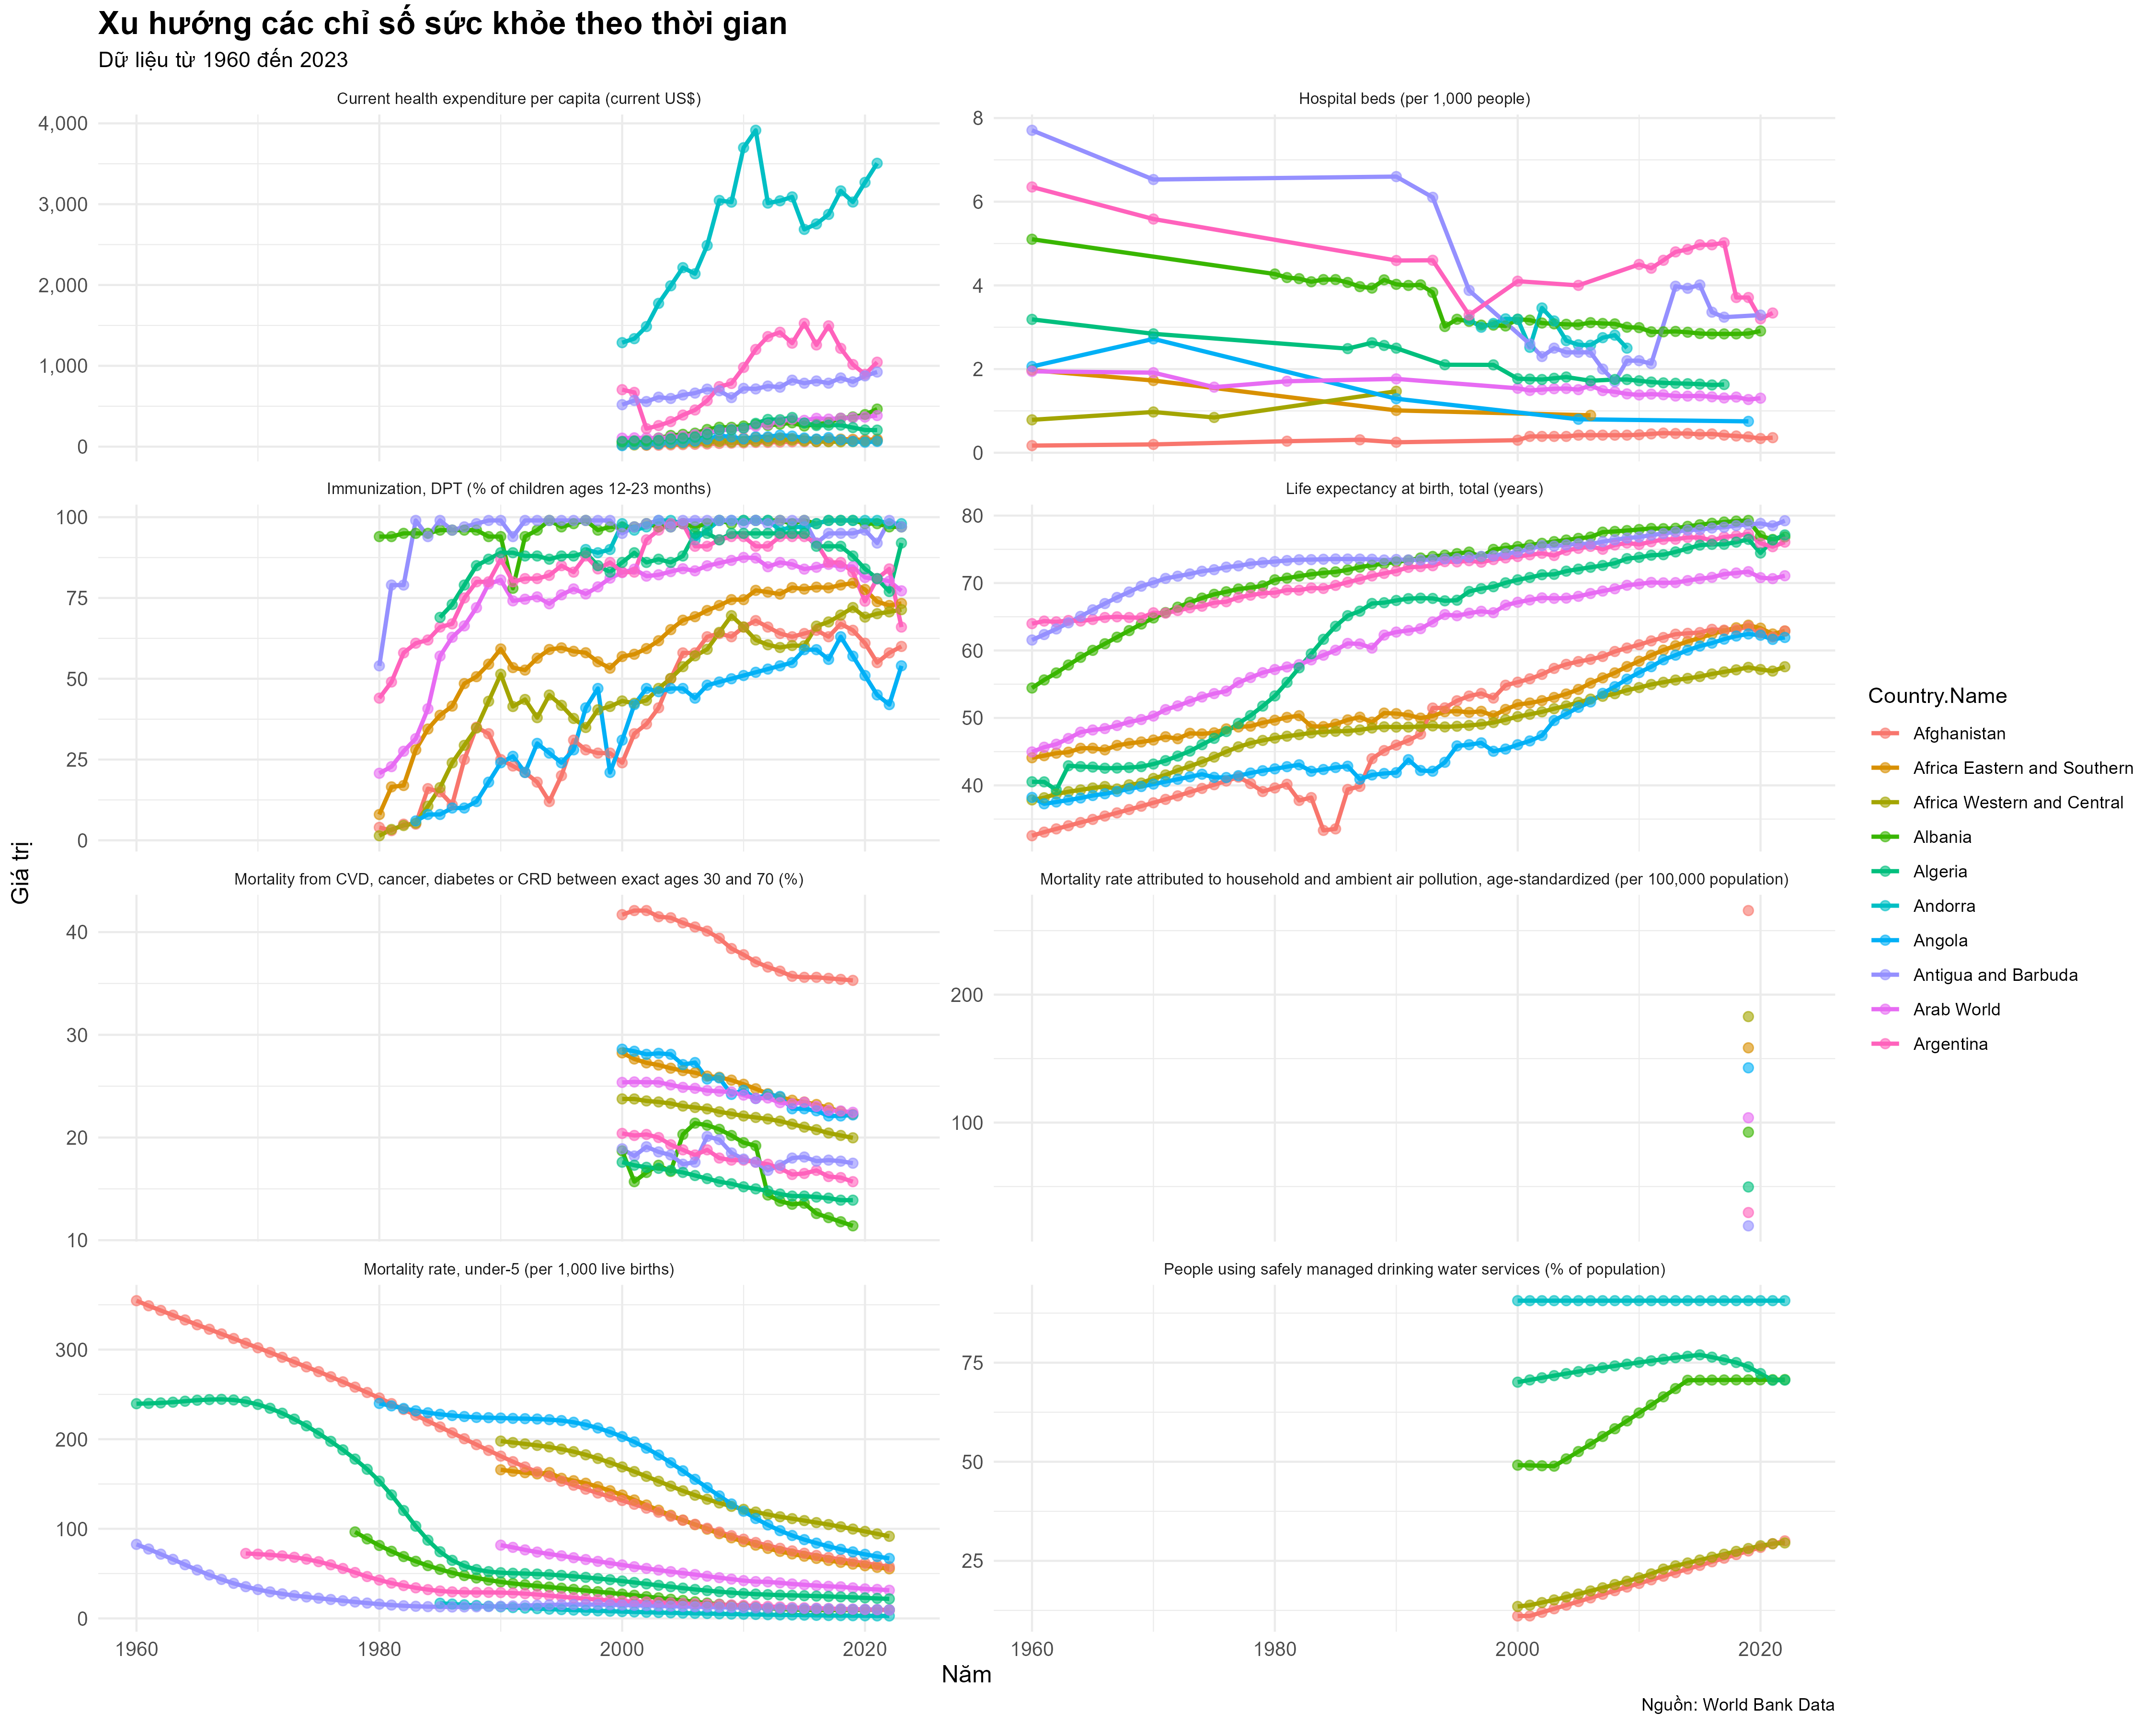 Xu hướng các chỉ số sức khỏe theo thời gian
Dữ liệu từ 1960 đến 2023
Current health expenditure per capita (current US$)
4,000
3,000
2,000
1,000
0
Hospital beds (per 1,000 people)
8
6
4
2
0
Immunization, DPT (% of children ages 12-23 months)
100
75
50
25
0
Life expectancy at birth, total (years)
80
70
60
50
40
Mortality from CVD, cancer, diabetes or CRD between exact ages 30 and 70 (%)
40
30
20
10
Mortality rate attributed to household and ambient air pollution, age-standardized (per 100,000 population)
200
100
Mortality rate, under-5 (per 1,000 live births)
300
200
100
0
1960 1980 2000 2020
People using safely managed drinking water services (% of population)
75
50
25
1960 1980 2000 2020
Giá trị
Năm
Country.Name
Afghanistan
Africa Eastern and Southern
Africa Western and Central
Albania
Algeria
Andorra
Angola
Antigua and Barbuda
Arab World
Argentina
Nguồn: World Bank Data